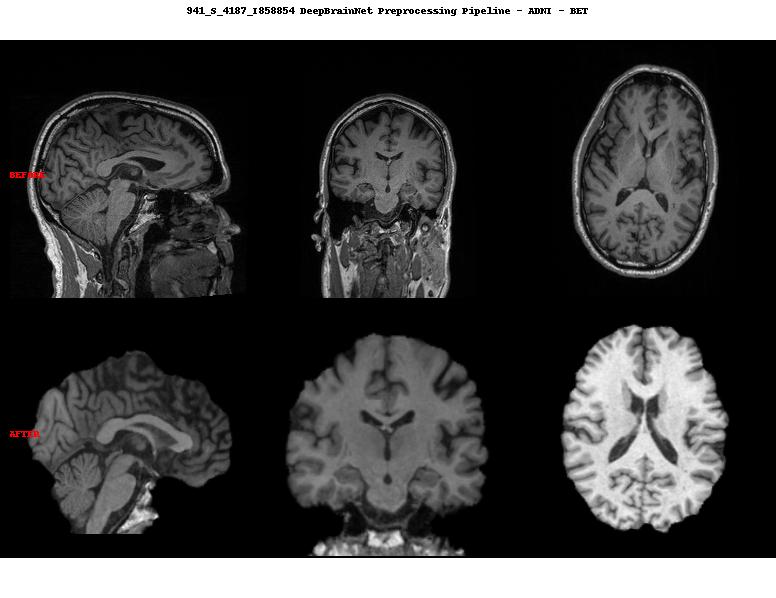 941_S_4187_I858854 DeepBrainNet Preprocessing Pipeline - ADNI - BET
BEFORE
AFTER